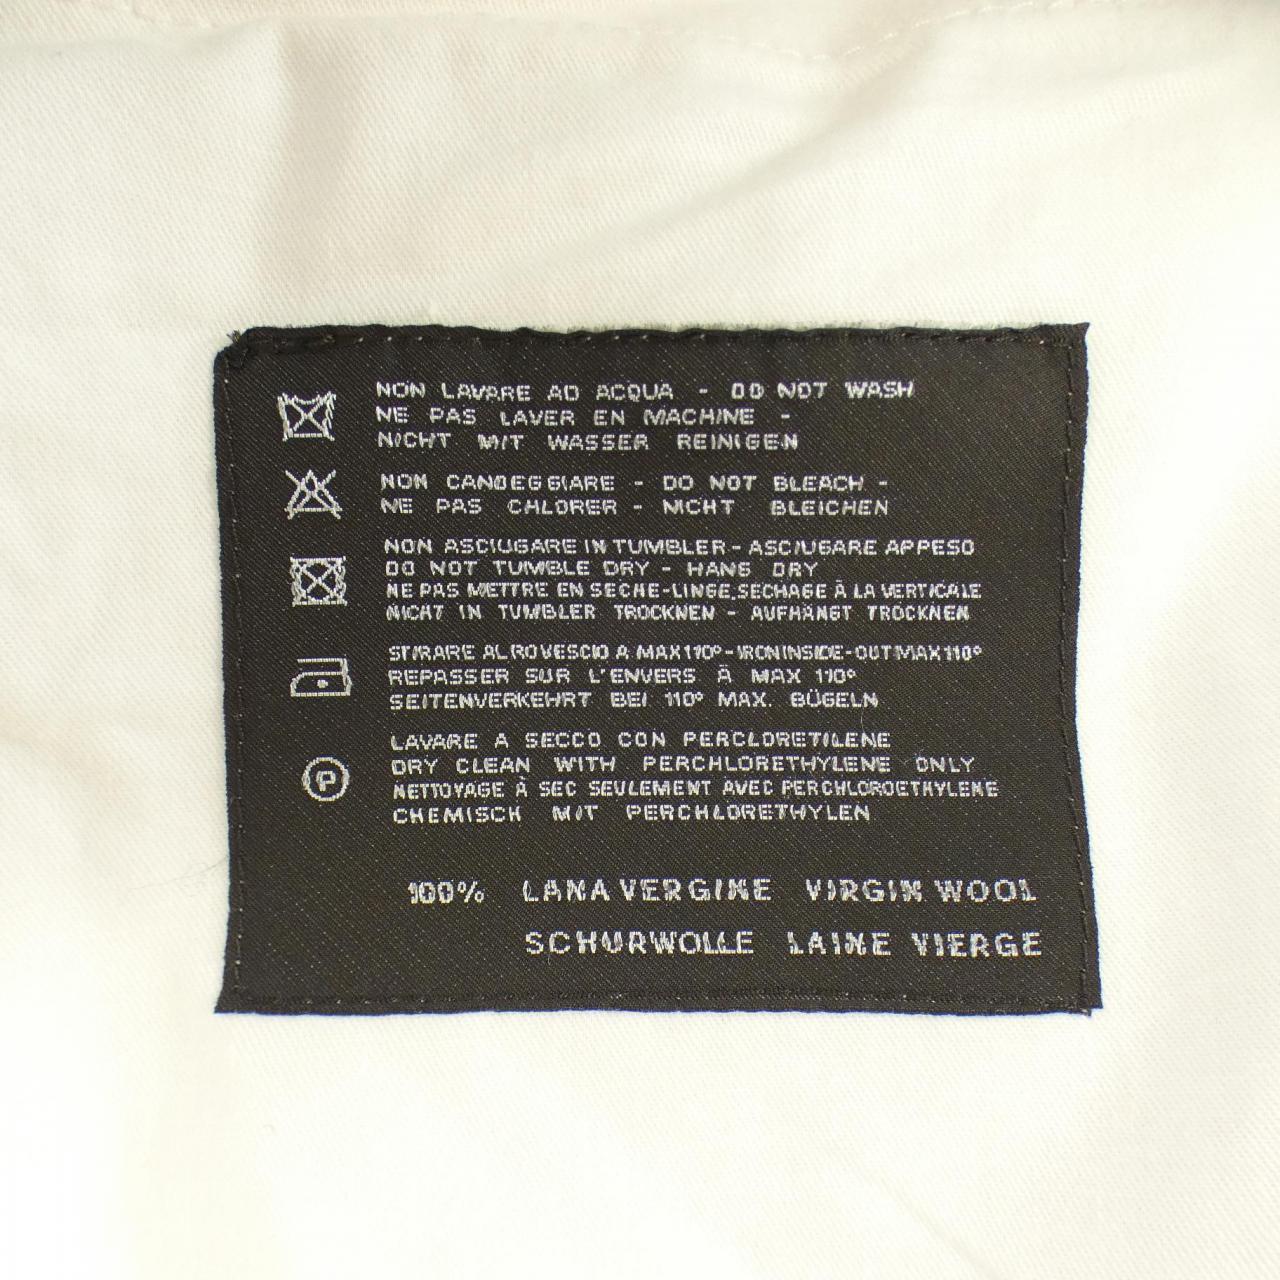 NON LAVARE AD ACQUA - DO NOT WASH
NE PAS LAVER EN MACHINE -
NICHT MIT WASSER REINIGEN
NON CANDEGGIARE - DO NOT BLEACH -
NE PAS CHLORER - NICHT BLEICHEN
NON ASCIUGARE IN TUMBLER - ASCIUGARE APPESO
DO NOT TUMBLE DRY - HANG DRY
NE PAS METTRE EN SECHE-LINGE, SECHAGE À LA VERTICALE
NICHT IN TUMBLER TROCKNEN - AUFHÄNGT TROCKNEN
STIRARE AL ROVESCIO A MAX 110° - IRON INSIDE-OUT MAX 110°
REPASSER SUR L'ENVERS À MAX 110°
SEITENVERKEHRT BEI 110° MAX. BÜGELN
P LAVARE A SECCO CON PERCLORETILENE
DRY CLEAN WITH PERCHLORETHYLENE ONLY
NETTOYAGE À SEC SEULEMENT AVEC PERCHLOROETHYLENE
CHEMISCH MIT PERCHLORETHYLEN
100% LANA VERGINE VIRGIN WOOL
SCHURWOLLE LAINE VIERGE